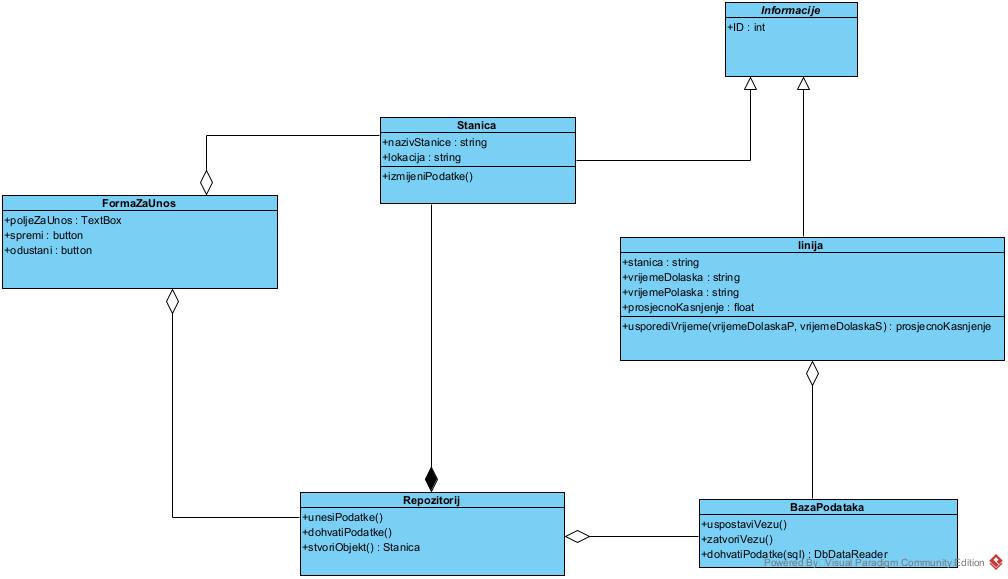 Informacije
+ID : int
Stanica
+nazivStanice : string
+lokacija : string
+izmijeniPodatke()
FormaZaUnos
+poljeZaUnos : TextBox
+spremi : button
+odustani : button
linija
+stanica : string
+vrijemeDolaska : string
+vrijemePolaska : string
+prosjecnoKasnjenje : float
+usporediVrijeme(vrijemeDolaskaP, vrijemeDolaskaS) : prosjecnoKasnjenje
Repozitorij
+unesiPodatke()
+dohvatiPodatke()
+stvoriObjekt() : Stanica
BazaPodataka
+uspostaviVezu()
+zatvoriVezu()
+dohvatiPodatke(sql) : DbDataReader
Powered By Visual Paradigm Community Edition